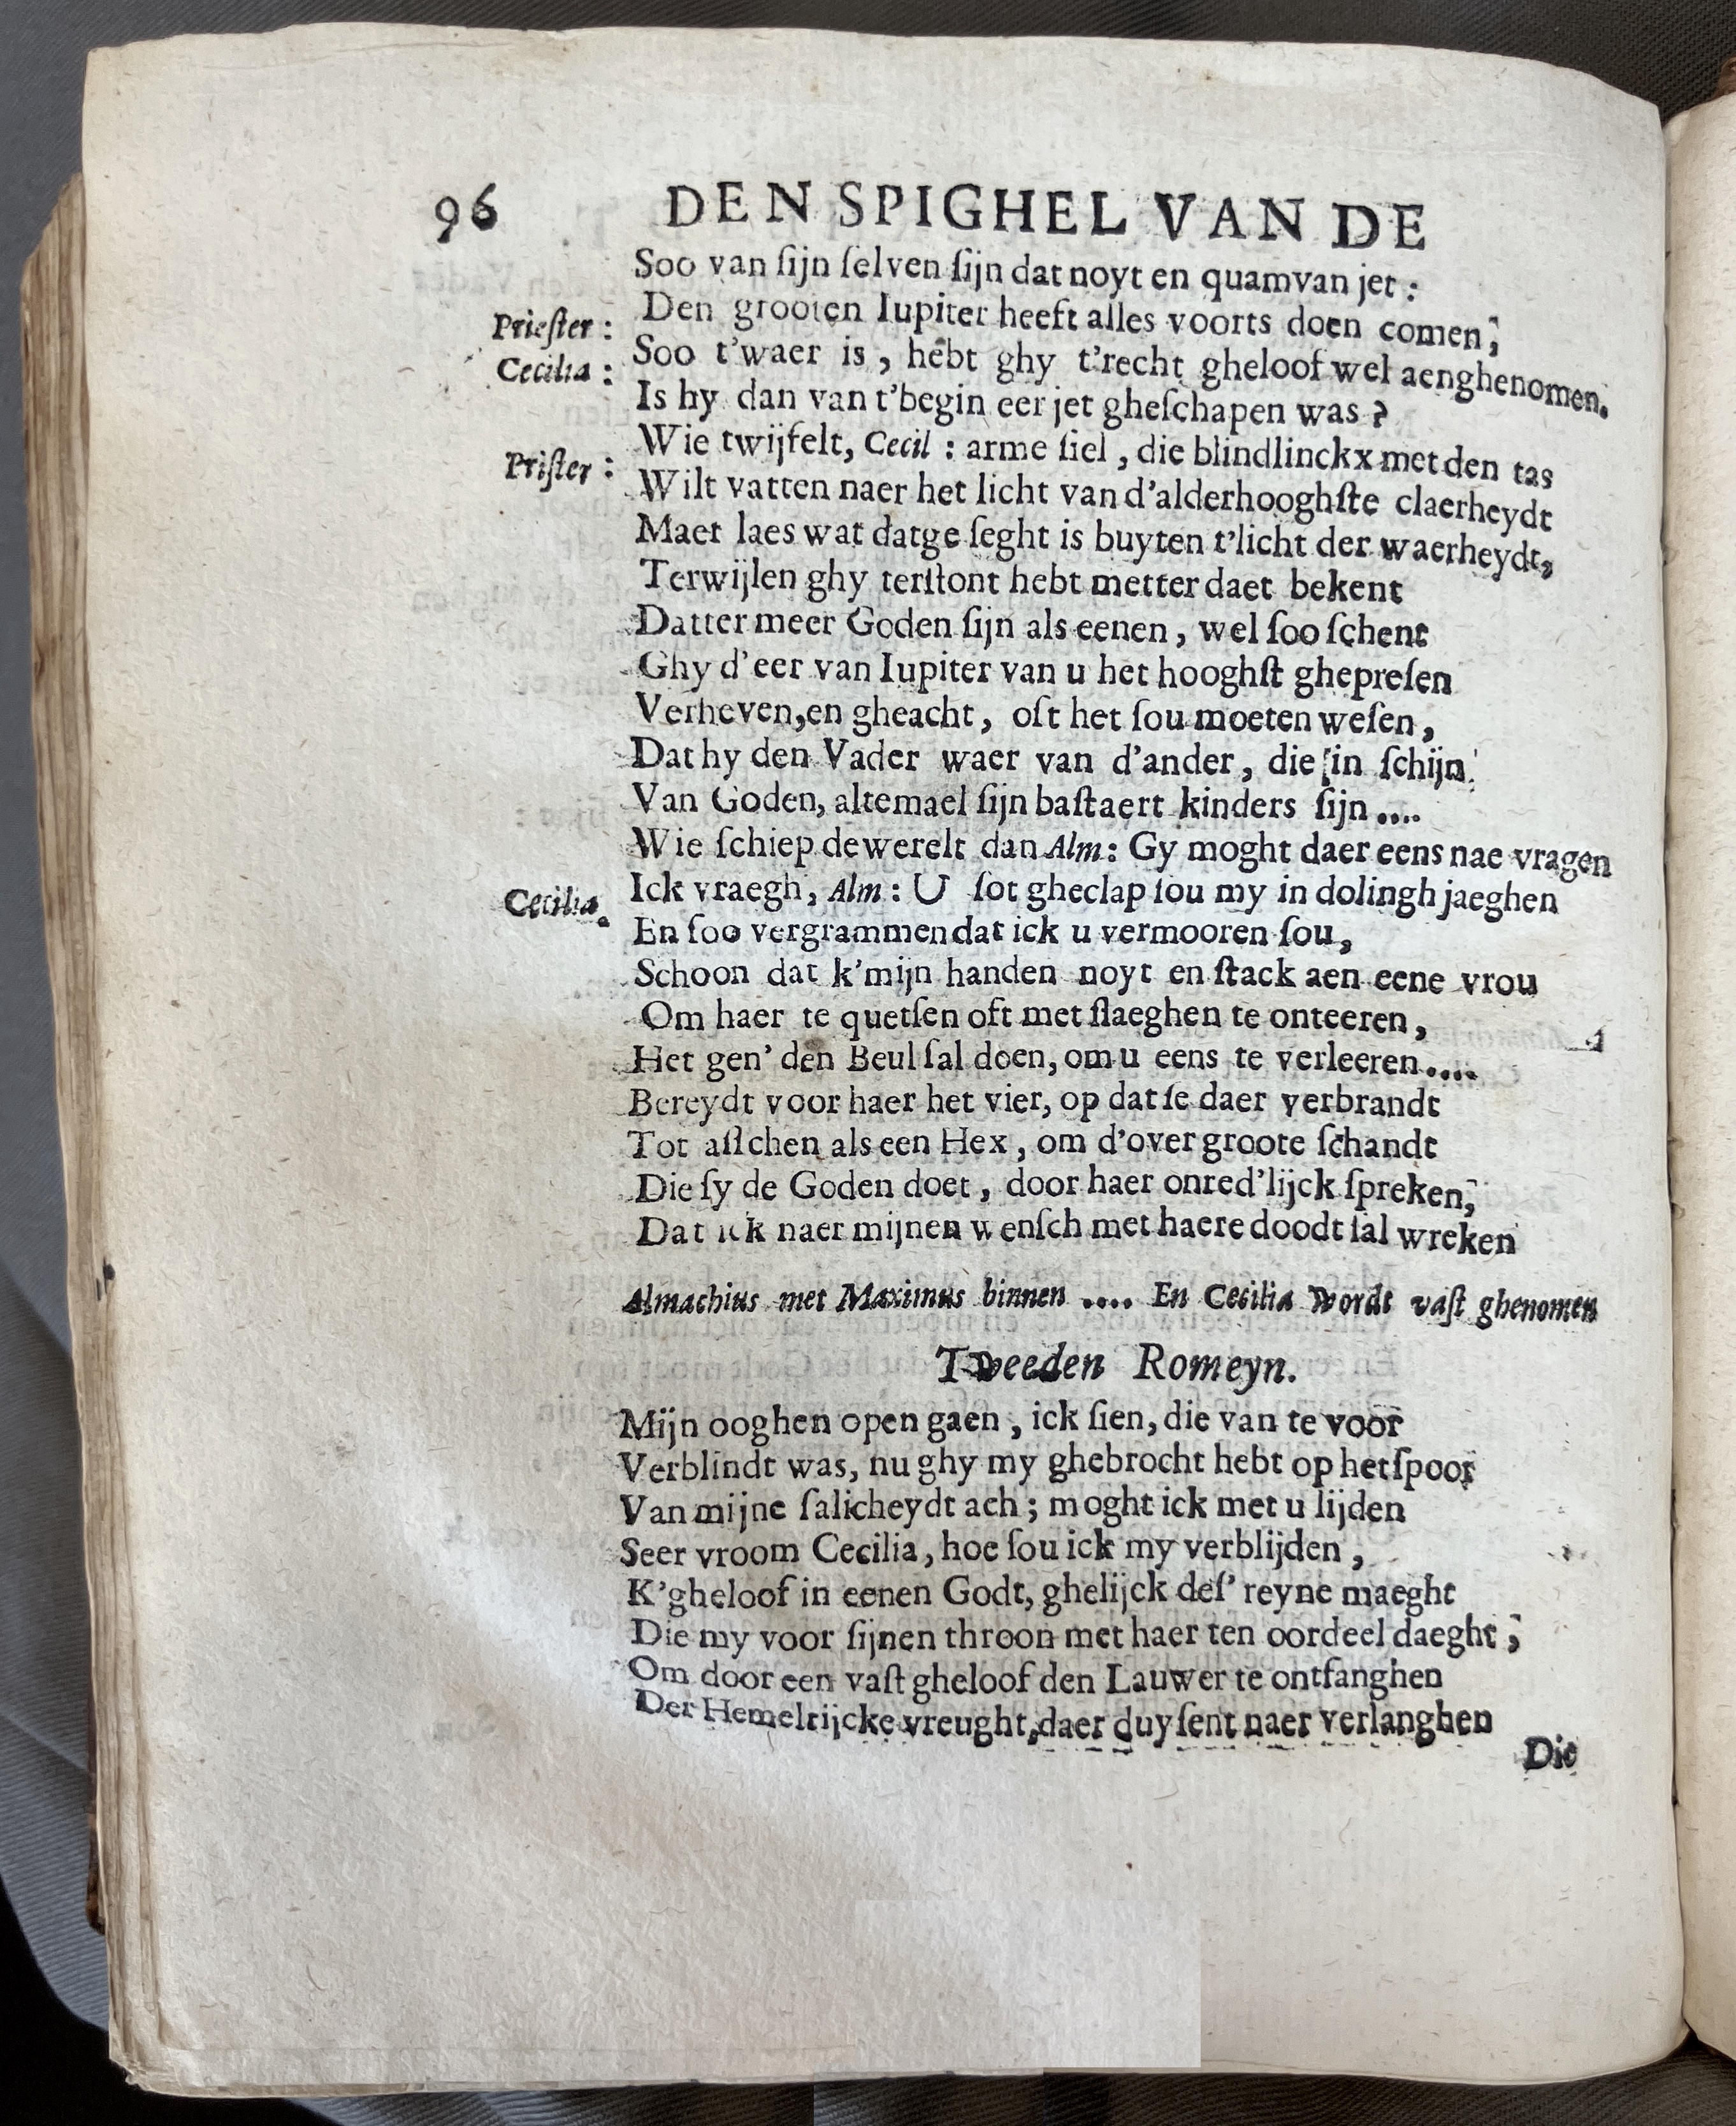 96 DEN SPIGHEL VAN DE
Soo van ſijn ſelven ſijn dat noyt en quam van jet :
Priester : Den grooten Iupiter heeft alles voorts doen comen,
Cecilia : Soo t'waer is, hebt ghy t'recht gheloof wel aenghenomen.
Is hy dan van t'begin eer jet gheſchapen was ?
Prister : Wie twijfelt, Cecil : arme ſiel, die blindlinckx met den tas
Wilt vatten naer het licht van d'alderhooghſte claerheydt
Maer laes wat datge ſeght is buyten t'licht der waerheydt,
Terwijlen ghy terſtont hebt metter daet bekent
Datter meer Goden ſijn als eenen, wel ſoo ſchent
Ghy d'eer van Iupiter van u het hooghſt ghepreſen
Verheven, en gheacht, oſt het ſou moeten weſen,
Dat hy den Vader waer van d'ander, die in ſchijn
Van Goden, altemael ſijn baſtaert kinders ſijn....
Wie ſchiep de werelt dan Alm: Gy moght daer eens nae vragen
Cecilia. Ick vraegh, Alm : U ſot gheclap ſou my in dolingh jaeghen
En ſoo vergrammen dat ick u vermooren ſou,
Schoon dat k'mijn handen noyt en ſtack aen eene vrou
Om haer te quetſen oft met ſlaeghen te onteeren,
Het gen' den Beul ſal doen, om u eens te verleeren....
Bereydt voor haer het vier, op dat ſe daer verbrandt
Tot aſſchen als een Hex, om d'over groote ſchandt
Die ſy de Goden doet, door haer onred'lijck ſpreken,
Dat ick naer mijnen wenſch met haere doodt ſal wreken
Almachius met Maximus binnen .... En Cecilia wordt vaſt ghenomen
Tweeden Romeyn.
Mijn ooghen open gaen, ick ſien, die van te voor
Verblindt was, nu ghy my ghebrocht hebt op het ſpoor
Van mijne ſalicheydt ach ; moght ick met u lijden
Seer vroom Cecilia, hoe ſou ick my verblijden,
K'gheloof in eenen Godt, ghelijck deſ' reyne maeght
Die my voor ſijnen throon met haer ten oordeel daeght ;
Om door een vaſt gheloof den Lauwer te ontfanghen
Der Hemelrijcke vreught, daer duyſent naer verlanghen
Die